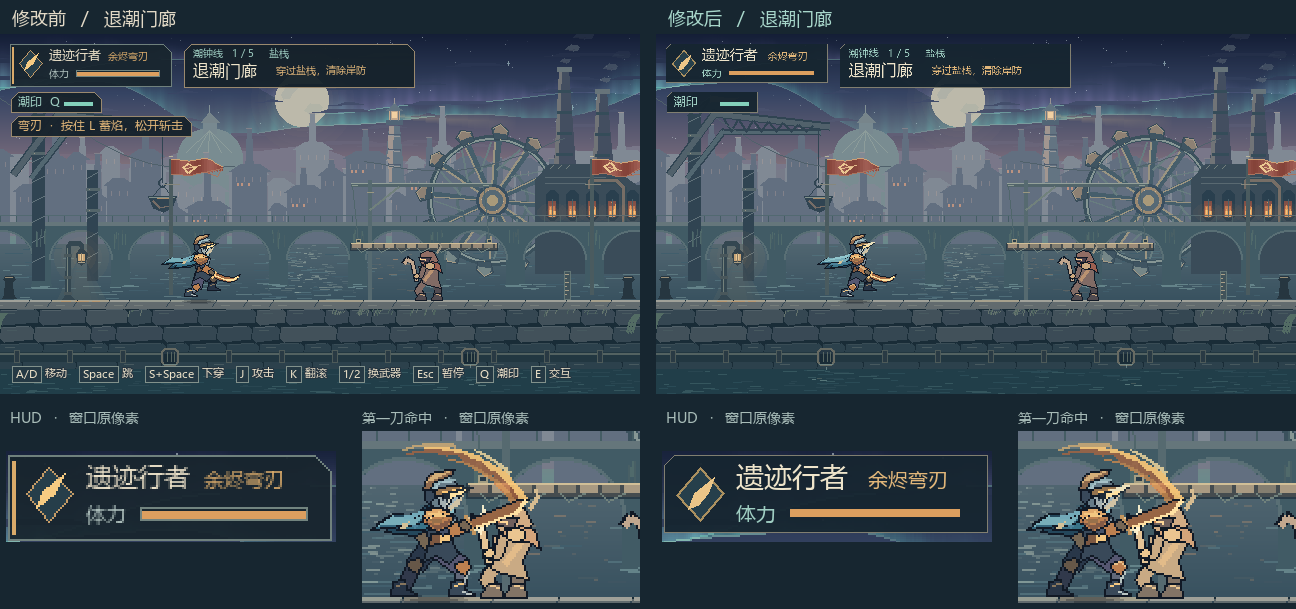 修改前 / 退潮门廊
遗迹行者 余烬弯刃
体力
潮钟线 1/5 盐栈
退潮门廊 穿过盐栈，清除岸防
潮印 Q
弯刃 · 按住 L 蓄焰，松开斩击
A/D 移动 Space 跳 S+Space 下穿 J 攻击 K 翻滚 1/2 换武器 Esc 暂停 Q 潮印 E 交互
HUD · 窗口原像素
遗迹行者 余烬弯刃
体力
第一刀命中 · 窗口原像素
修改后 / 退潮门廊
遗迹行者 余烬弯刃
体力
潮钟线 1/5 盐栈
退潮门廊 穿过盐栈，清除岸防
潮印
HUD · 窗口原像素
遗迹行者 余烬弯刃
体力
第一刀命中 · 窗口原像素